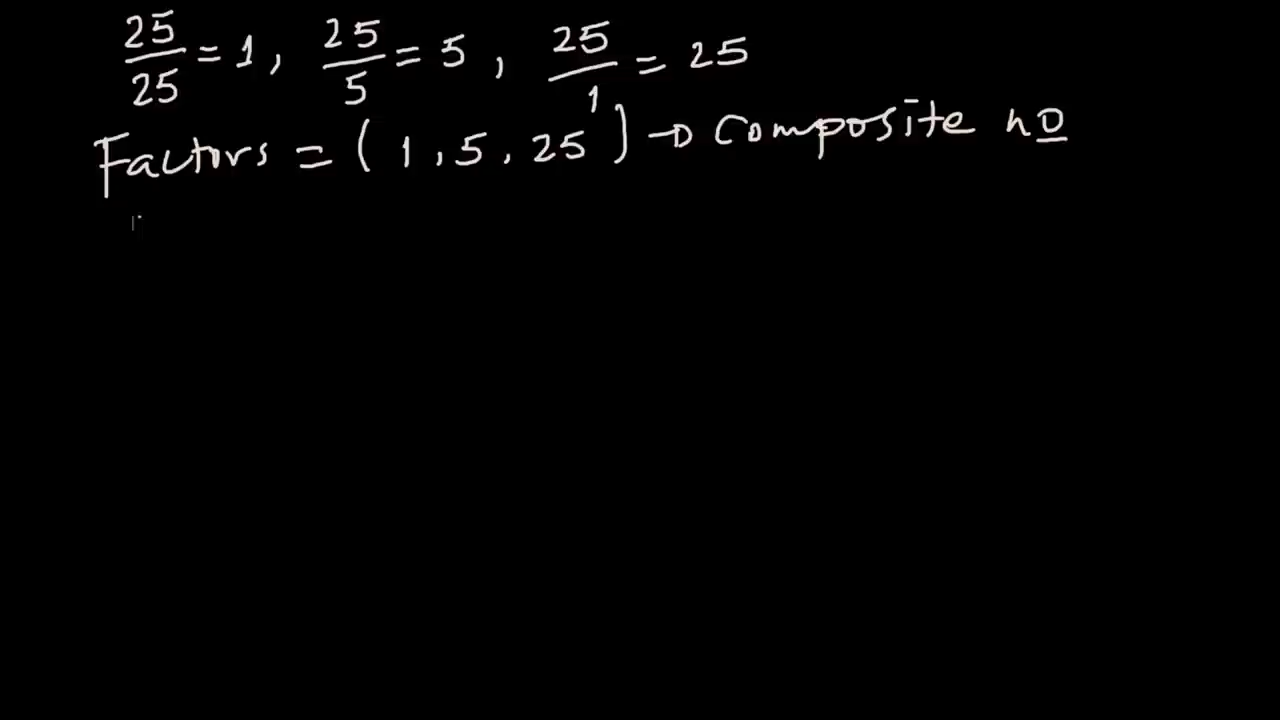 25/25 = 1, 25/5 = 5, 25/1 = 25
Factors = (1, 5, 25) → Composite no